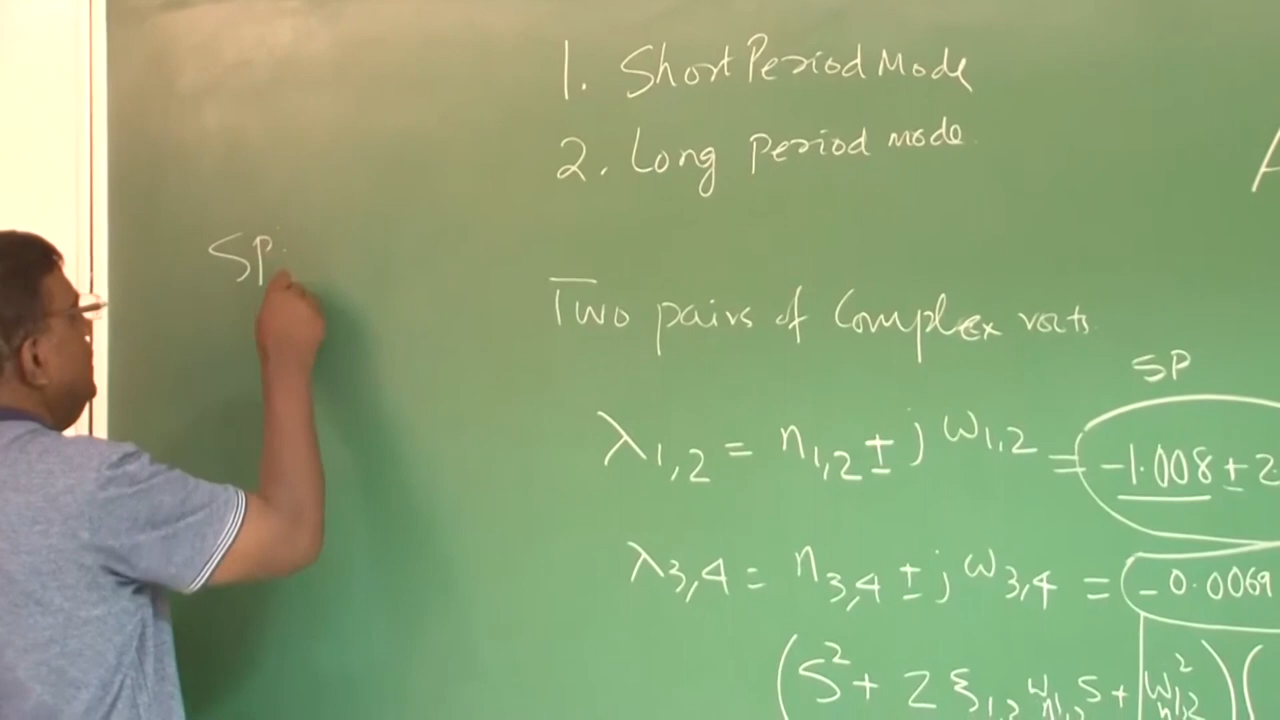 1. Short Period Mode
2. Long Period mode
SP:
Two pairs of Complex roots
SP
λ1,2 = n1,2 ± j ω1,2 = -1.008 ± 2.
λ3,4 = n3,4 ± j ω3,4 = -0.0069
(S² + 2 ξ1,2 ωn1,2 S + ωn1,2²)(